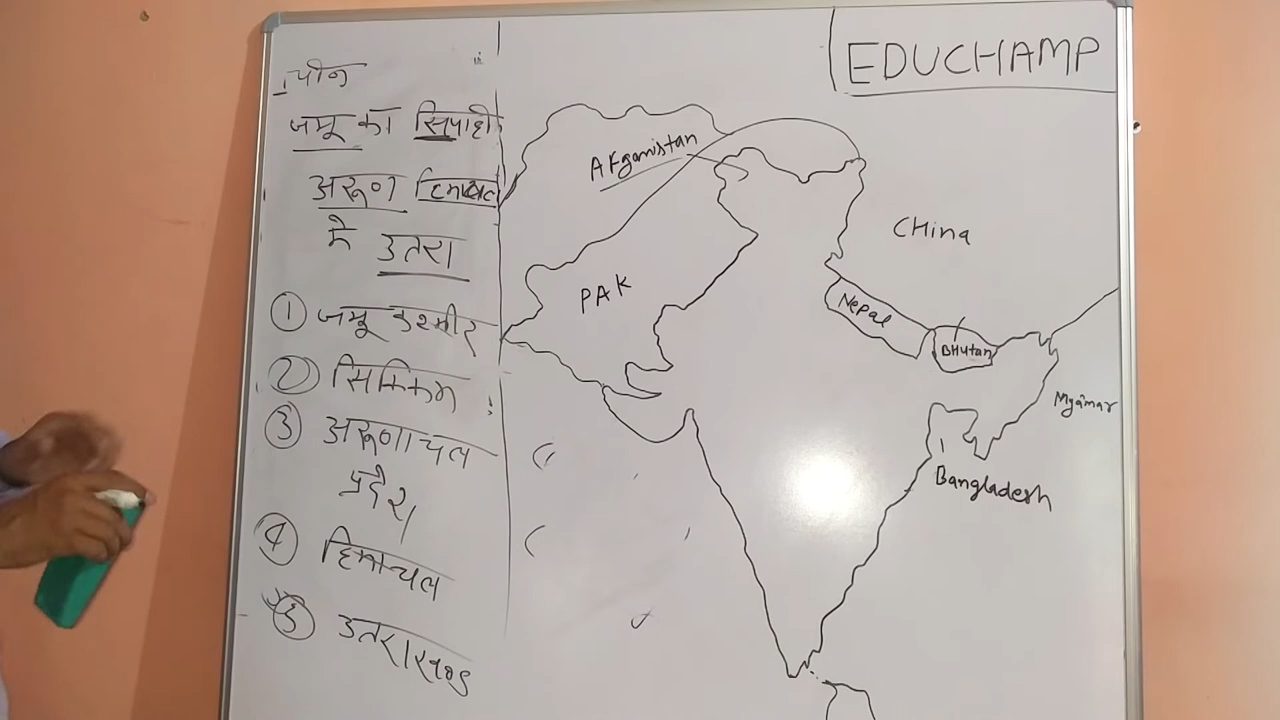 चीन
जम्मू का सिपाही
अरूण हिमाचल
मे उतरा
① जम्मू कश्मीर
② सिक्किम
③ अरूणाचल
प्रदेश
④ हिमाचल
⑤ उतराखण्ड
EDUCHAMP
Afganistan
CHina
PAK
Nepal
BHutan
Myamar
Bangladesh